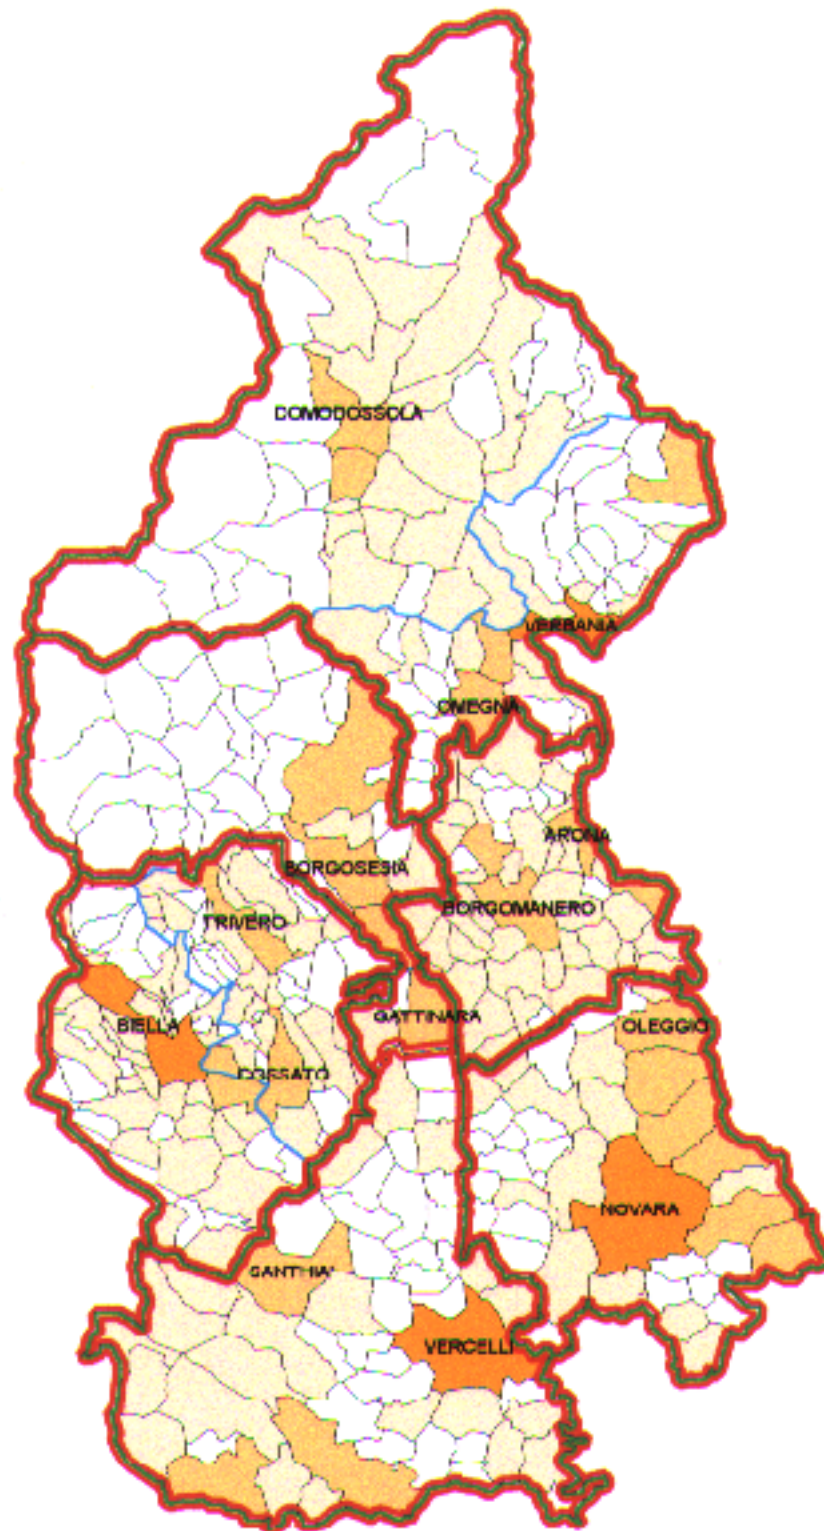 DOMODOSSOLA
VERBANIA
OMEGNA
ARONA
BORGOSESIA
BORGOMANERO
TRIVERO
GATTINARA
BIELLA
OLEGGIO
COSSATO
NOVARA
SANTHIA'
VERCELLI